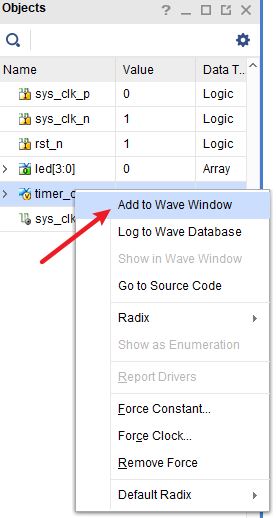 Objects
Name Value Data T...
sys_clk_p 0 Logic
sys_clk_n 1 Logic
rst_n 1 Logic
led[3:0] 0 Array
timer_c
sys_clk
Add to Wave Window
Log to Wave Database
Show in Wave Window
Go to Source Code
Radix
Show as Enumeration
Report Drivers
Force Constant...
Force Clock...
Remove Force
Default Radix